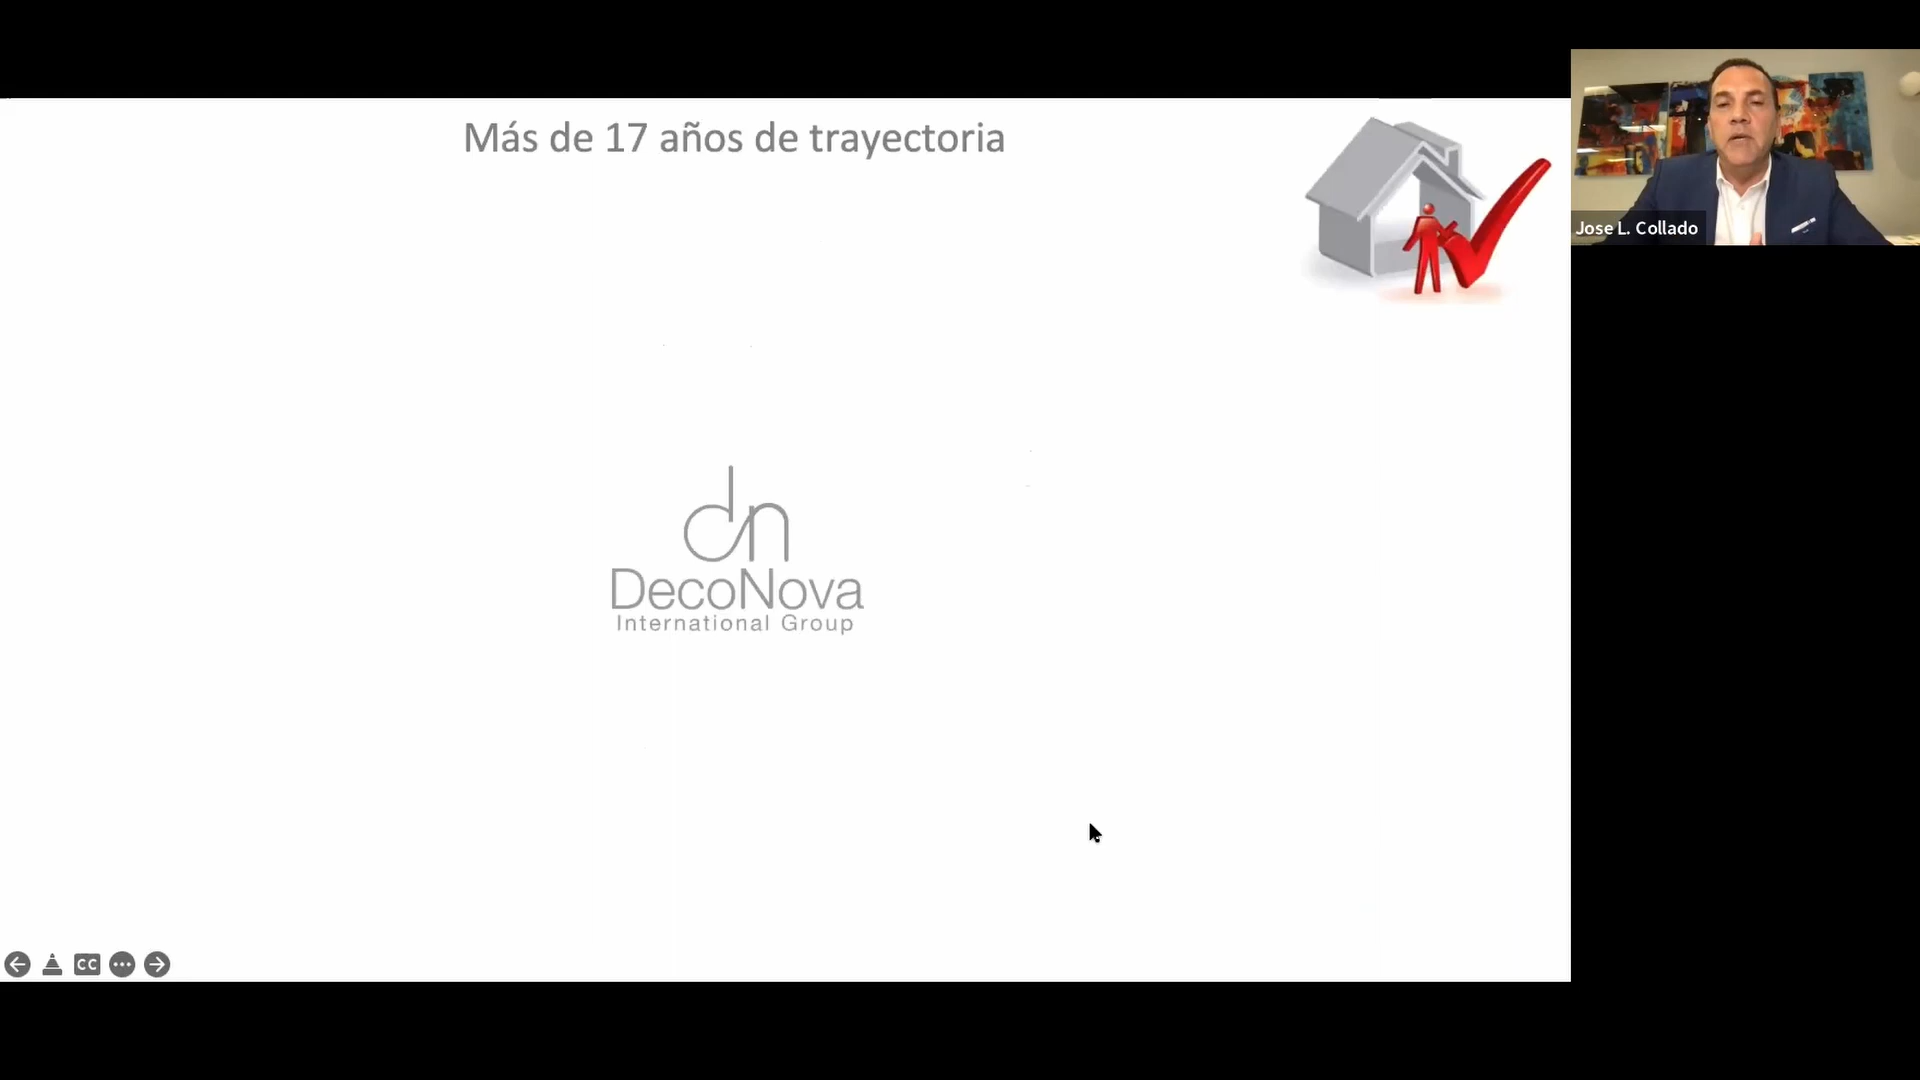 Más de 17 años de trayectoria
Jose L. Collado
dn
DecoNova
International Group
CC